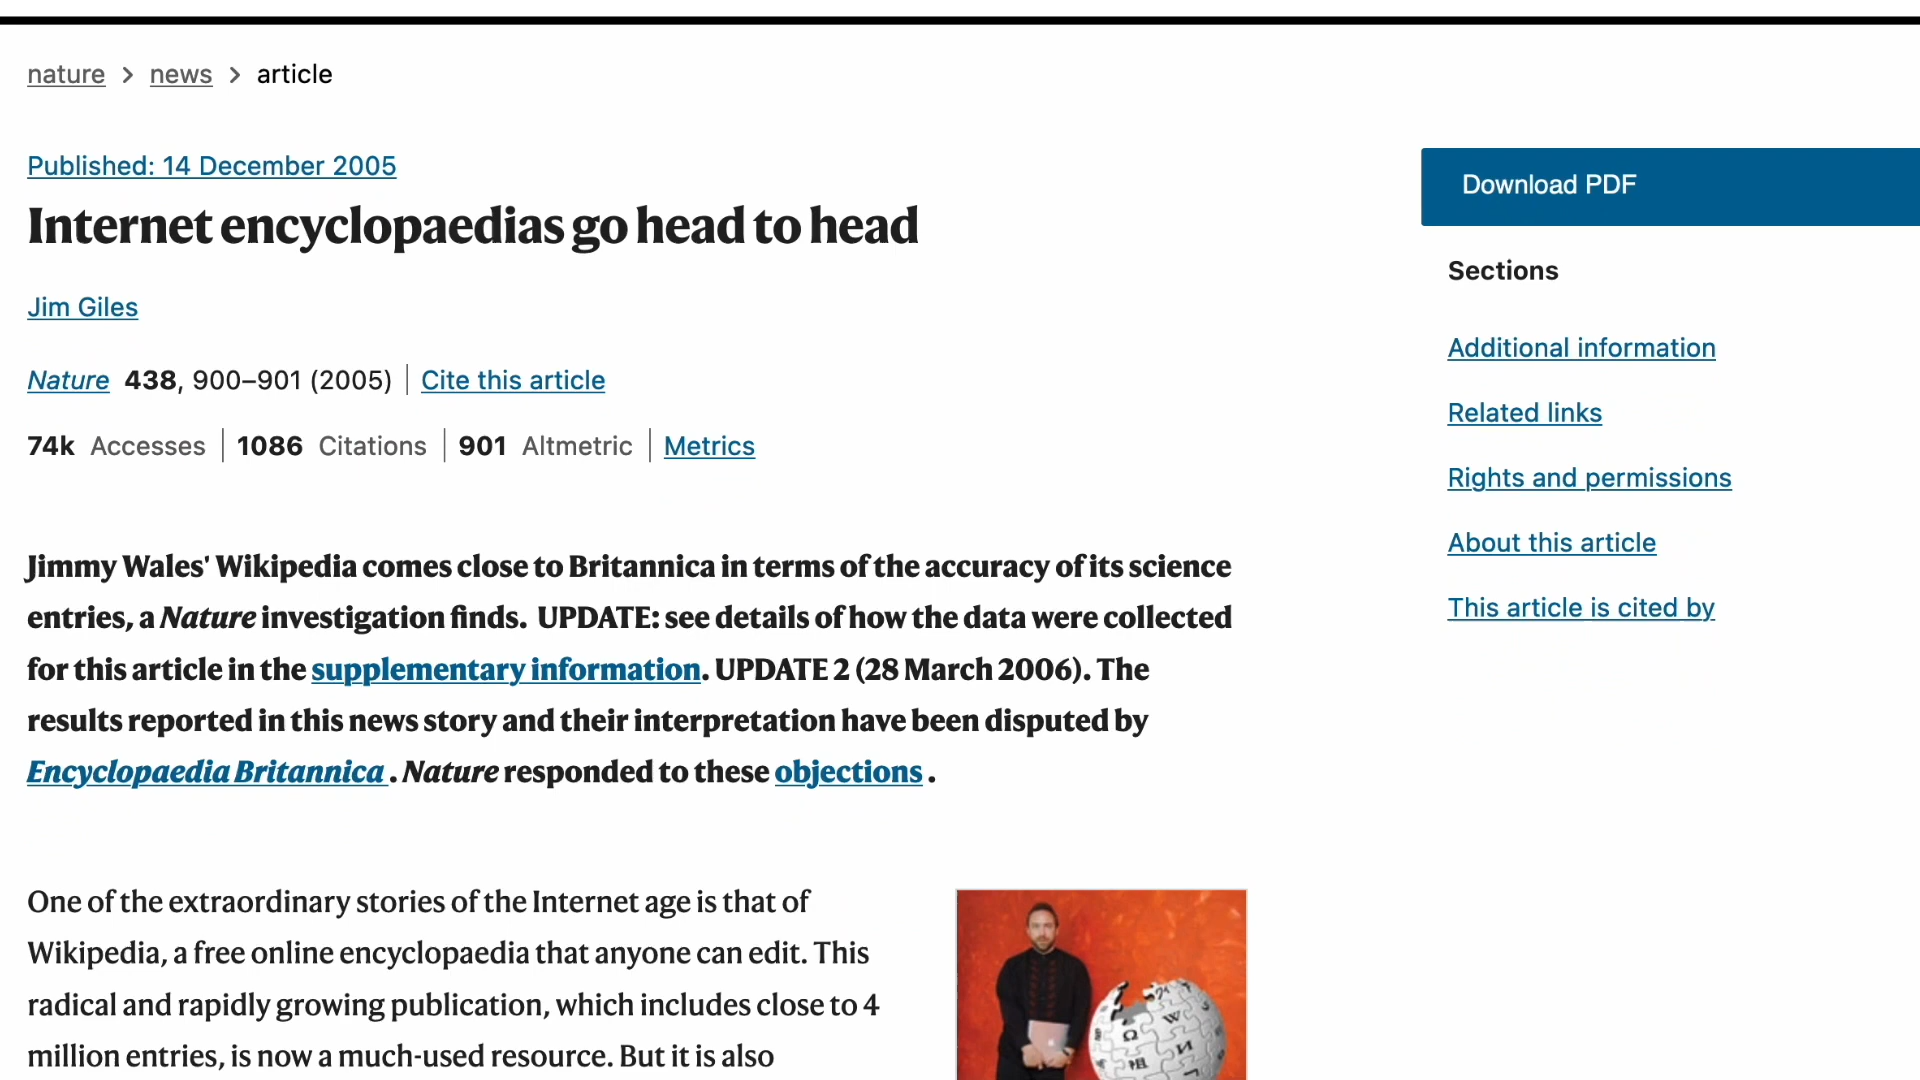 nature > news > article
Published: 14 December 2005
Internet encyclopaedias go head to head
Jim Giles
Nature 438, 900–901 (2005) | Cite this article
74k Accesses | 1086 Citations | 901 Altmetric | Metrics
Jimmy Wales' Wikipedia comes close to Britannica in terms of the accuracy of its science
entries, a Nature investigation finds. UPDATE: see details of how the data were collected
for this article in the supplementary information. UPDATE 2 (28 March 2006). The
results reported in this news story and their interpretation have been disputed by
Encyclopaedia Britannica . Nature responded to these objections .
One of the extraordinary stories of the Internet age is that of
Wikipedia, a free online encyclopaedia that anyone can edit. This
radical and rapidly growing publication, which includes close to 4
million entries, is now a much-used resource. But it is also
Download PDF
Sections
Additional information
Related links
Rights and permissions
About this article
This article is cited by
Ω W
祖 И